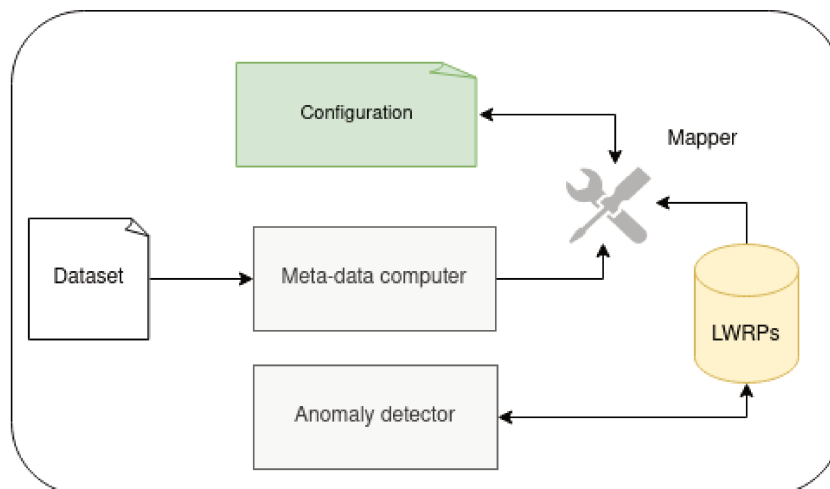 Configuration
Mapper
Dataset
Meta-data computer
LWRPs
Anomaly detector